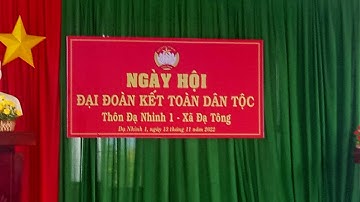 NGÀY HỘI
ĐẠI ĐOÀN KẾT TOÀN DÂN TỘC
Thôn Đạ Nhinh 1 - Xã Đạ Tông
Đạ Nhinh 1, ngày 13 tháng 11 năm 2022